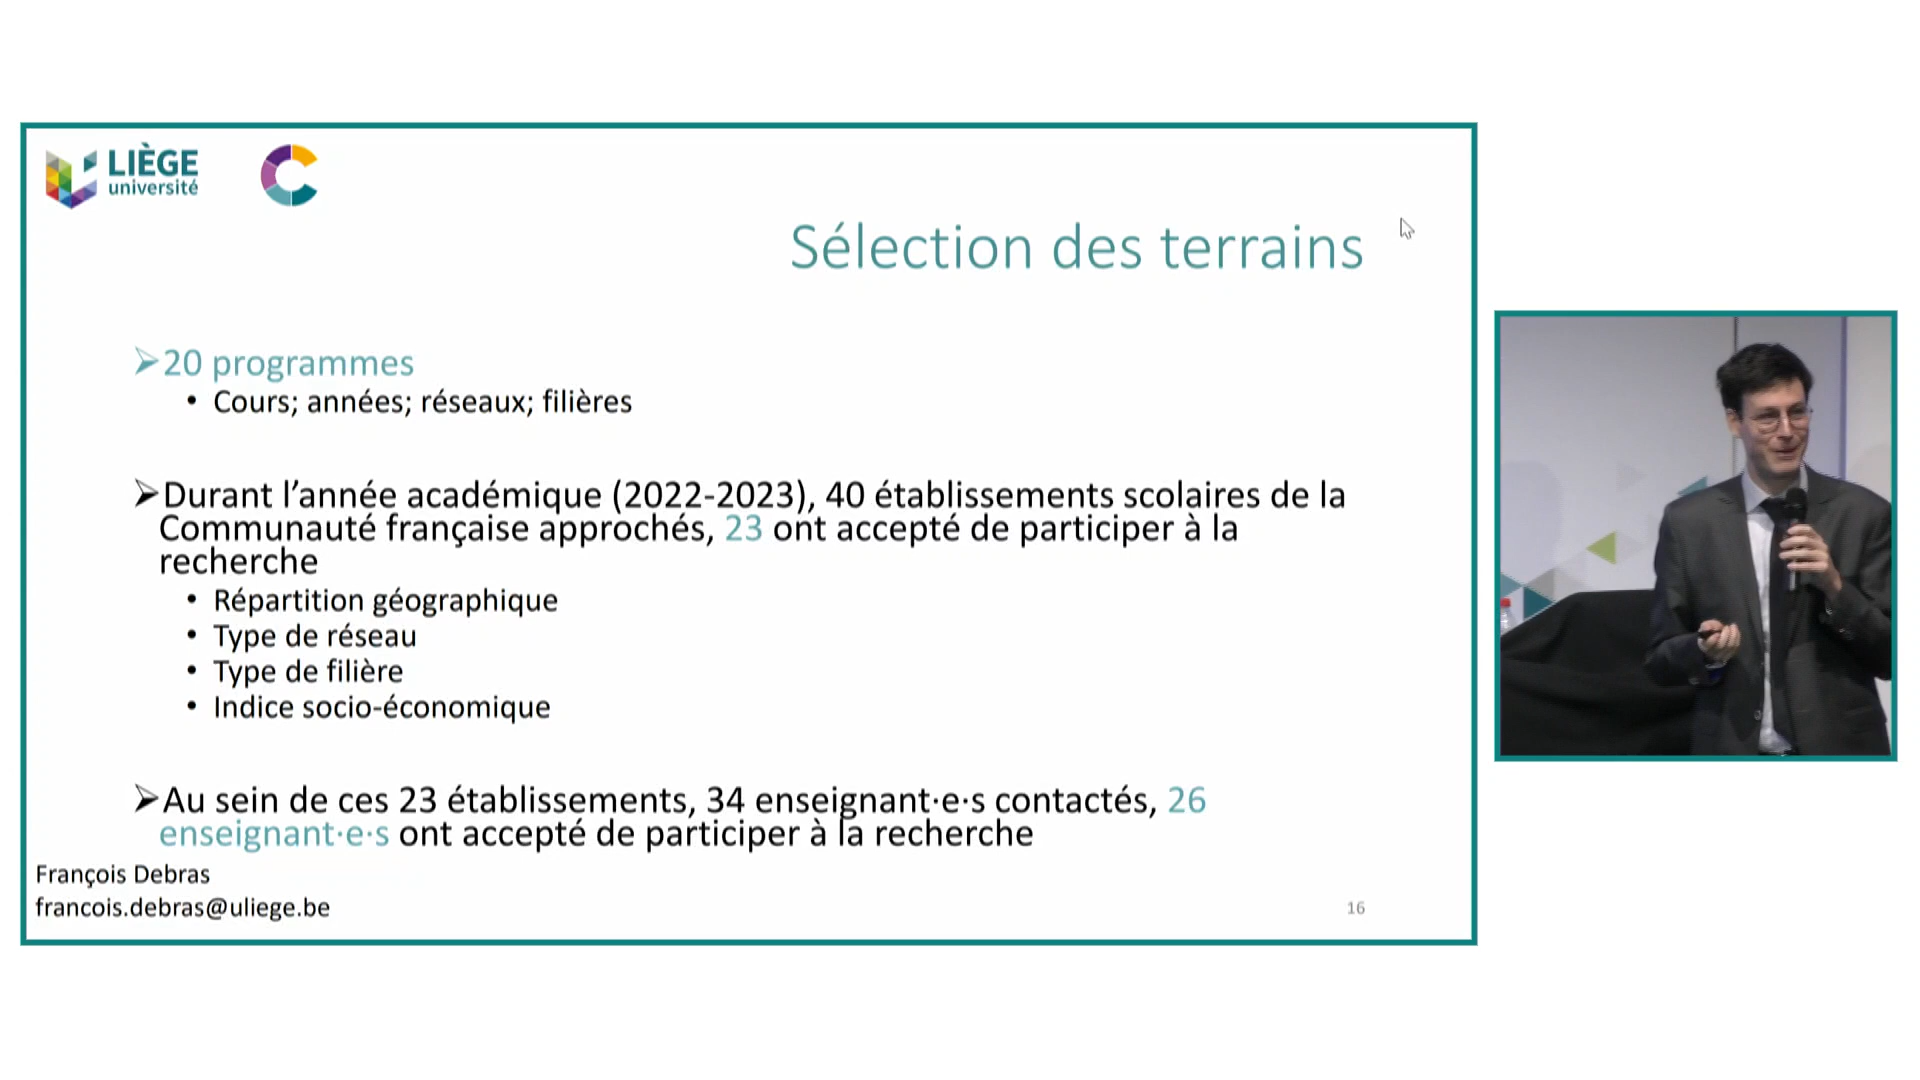 LIÈGE
université
Sélection des terrains
➢20 programmes
• Cours; années; réseaux; filières
➢Durant l’année académique (2022-2023), 40 établissements scolaires de la
Communauté française approchés, 23 ont accepté de participer à la
recherche
• Répartition géographique
• Type de réseau
• Type de filière
• Indice socio-économique
➢Au sein de ces 23 établissements, 34 enseignant·e·s contactés, 26
enseignant·e·s ont accepté de participer à la recherche
François Debras
francois.debras@uliege.be
16